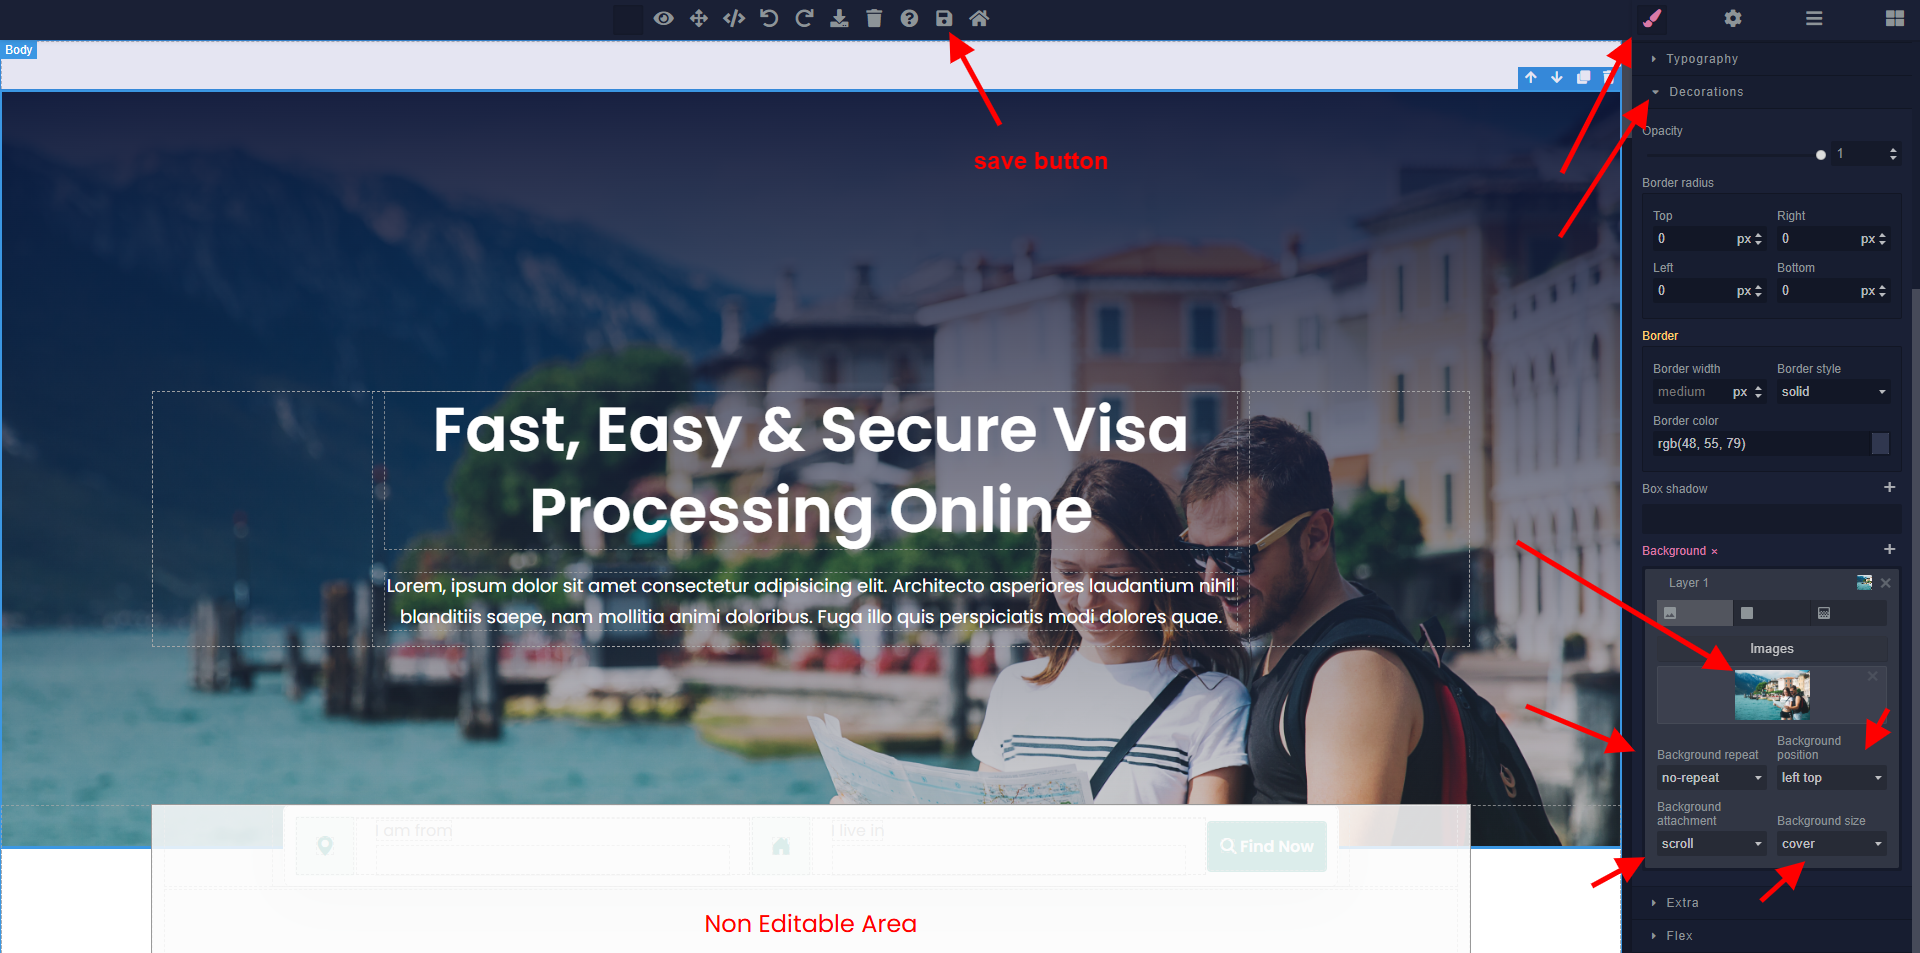 Body
save button
Fast, Easy & Secure Visa
Processing Online
Lorem, ipsum dolor sit amet consectetur adipisicing elit. Architecto asperiores laudantium nihil
blanditiis saepe, nam mollitia animi doloribus. Fuga illo quis perspiciatis modi dolores quae.
I am from
I live in
Find Now
Non Editable Area
Typography
Decorations
Opacity
1
Border radius
Top Right
0 px 0 px
Left Bottom
0 px 0 px
Border
Border width Border style
medium px solid
Border color
rgb(48, 55, 79)
Box shadow
Background
Layer 1
Images
Background repeat Background position
no-repeat left top
Background attachment Background size
scroll cover
Extra
Flex